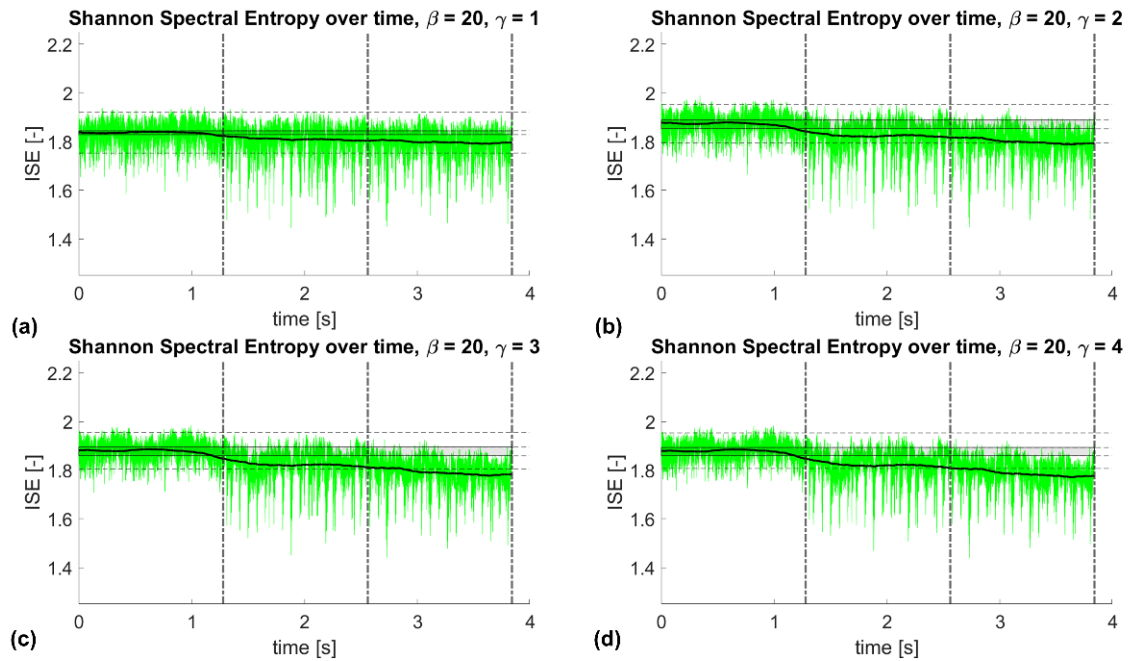 Shannon Spectral Entropy over time, β = 20, γ = 1
2.2
2
1.8
1.6
1.4
ISE [-]
0 1 2 3 4
time [s]
(a)
Shannon Spectral Entropy over time, β = 20, γ = 2
2.2
2
1.8
1.6
1.4
ISE [-]
0 1 2 3 4
time [s]
(b)
Shannon Spectral Entropy over time, β = 20, γ = 3
2.2
2
1.8
1.6
1.4
ISE [-]
0 1 2 3 4
time [s]
(c)
Shannon Spectral Entropy over time, β = 20, γ = 4
2.2
2
1.8
1.6
1.4
ISE [-]
0 1 2 3 4
time [s]
(d)